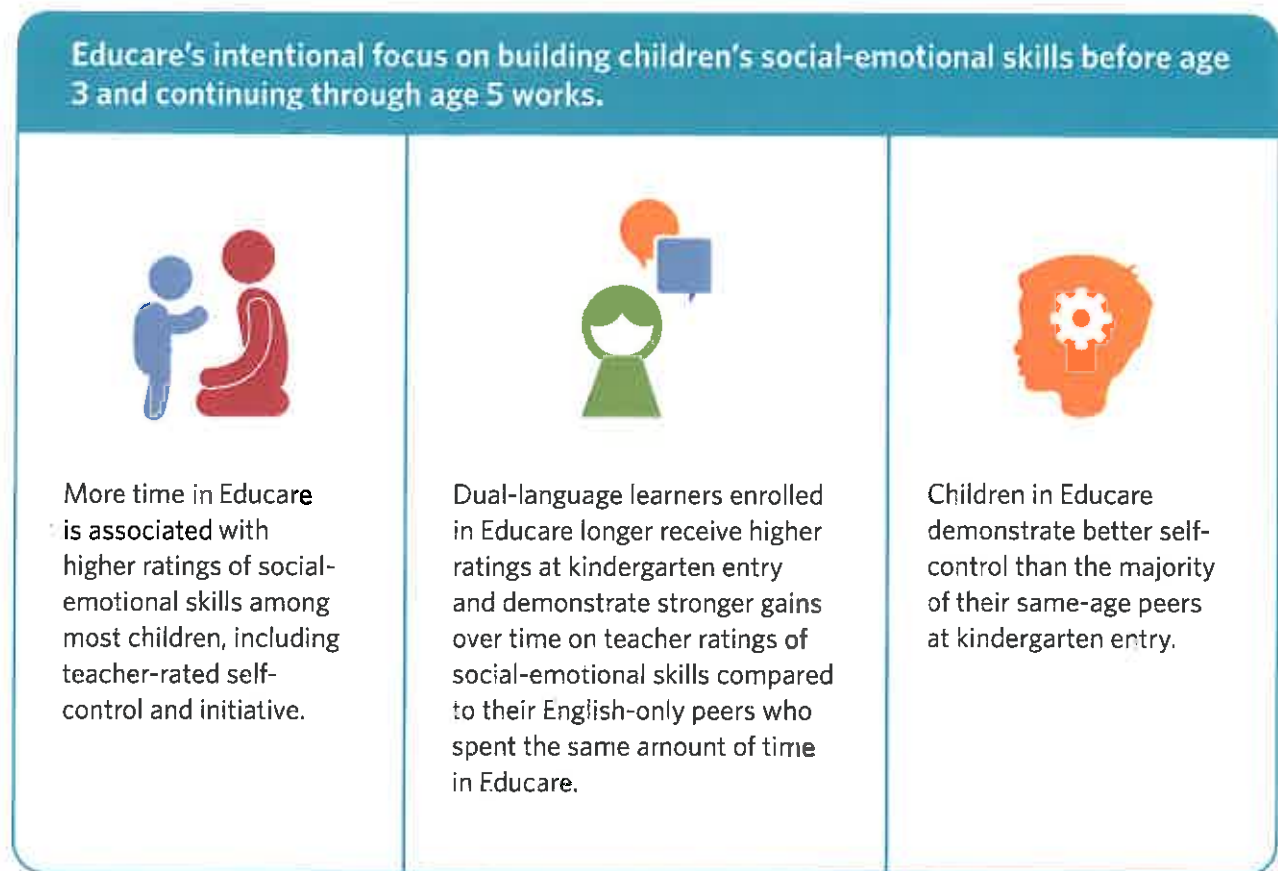 Educare's intentional focus on building children's social-emotional skills before age
3 and continuing through age 5 works.
More time in Educare
is associated with
higher ratings of social-
emotional skills among
most children, including
teacher-rated self-
control and initiative.
Dual-language learners enrolled
in Educare longer receive higher
ratings at kindergarten entry
and demonstrate stronger gains
over time on teacher ratings of
social-emotional skills compared
to their English-only peers who
spent the same amount of time
in Educare.
Children in Educare
demonstrate better self-
control than the majority
of their same-age peers
at kindergarten entry.